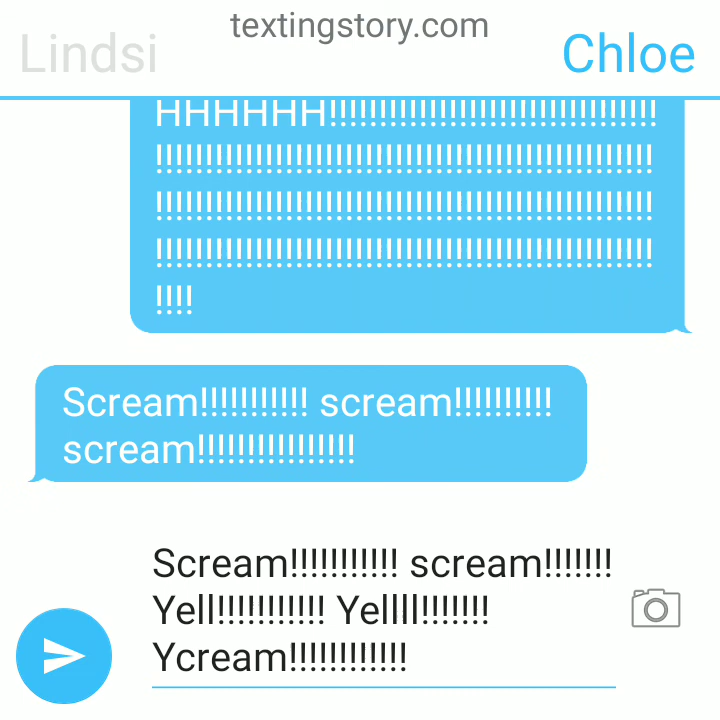 textingstory.com
Lindsi
Chloe
HHHHHH!!!!!!!!!!!!!!!!!!!!!!!!!!!!!!!!!
!!!!!!!!!!!!!!!!!!!!!!!!!!!!!!!!!!!!!!!!!!!!!!!!!!
!!!!!!!!!!!!!!!!!!!!!!!!!!!!!!!!!!!!!!!!!!!!!!!!!!
!!!!!!!!!!!!!!!!!!!!!!!!!!!!!!!!!!!!!!!!!!!!!!!!!!
!!!!
Scream!!!!!!!!!!! scream!!!!!!!!!!
scream!!!!!!!!!!!!!!!!
Scream!!!!!!!!!!! scream!!!!!!!
Yell!!!!!!!!!!! Yellll!!!!!!!
Ycream!!!!!!!!!!!!